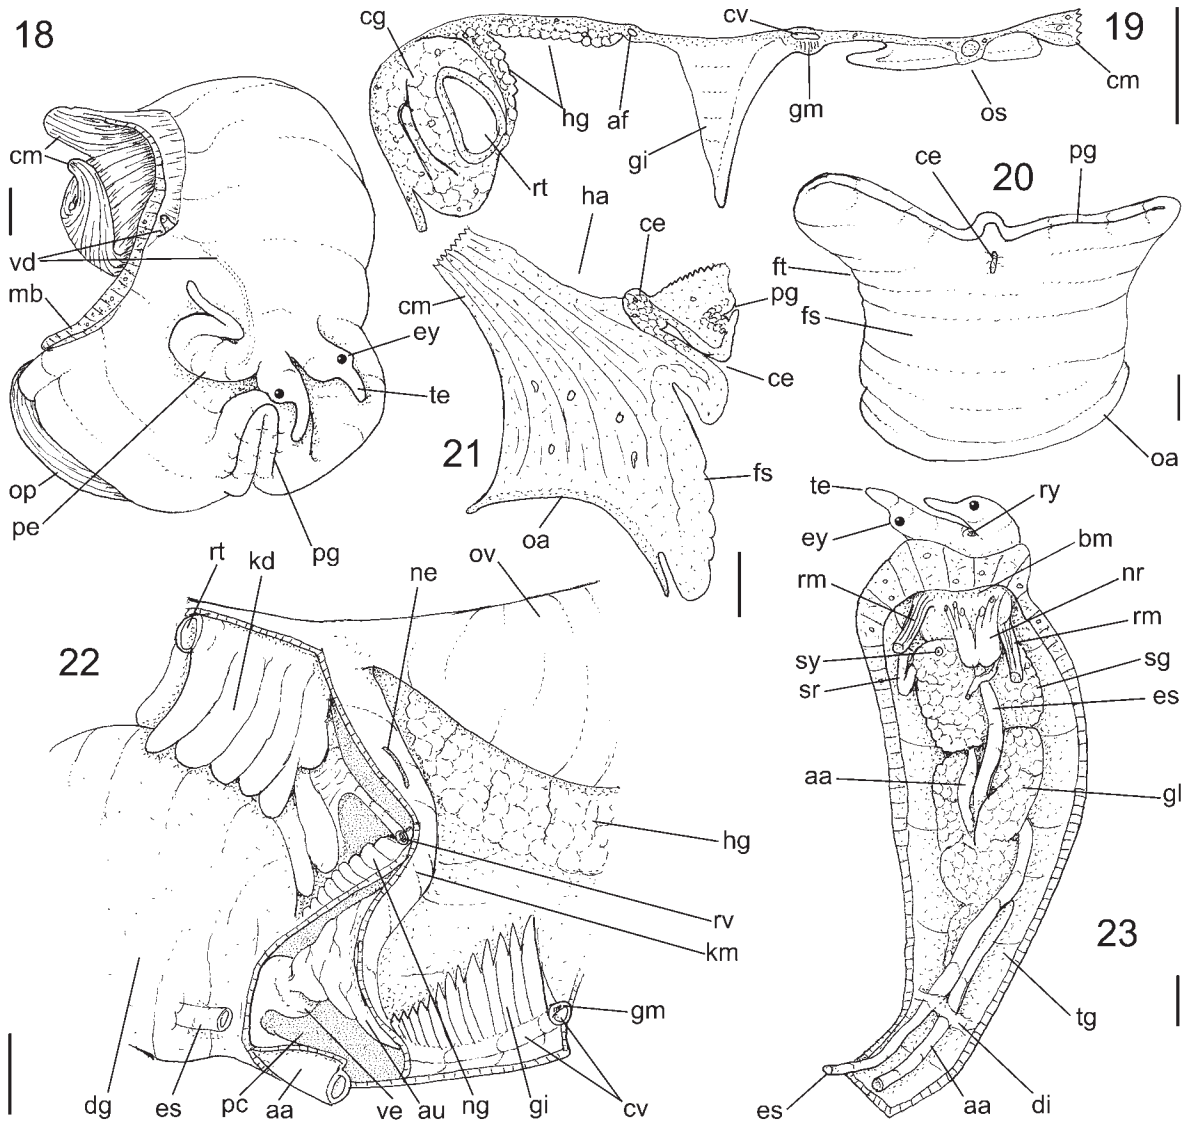 18
cm
vd
mb
op
pe
ey
te
pg
19
cg
hg
af
cv
gi
gm
os
cm
rt
20
ce
pg
ft
fs
oa
21
ha
ce
pg
cm
ce
fs
oa
22
rt
kd
ne
ov
hg
rv
km
gm
dg
es
pc
aa
ve
au
ng
gi
cv
23
te
ry
ey
bm
rm
nr
rm
sy
sg
sr
es
aa
gl
tg
es
aa
di